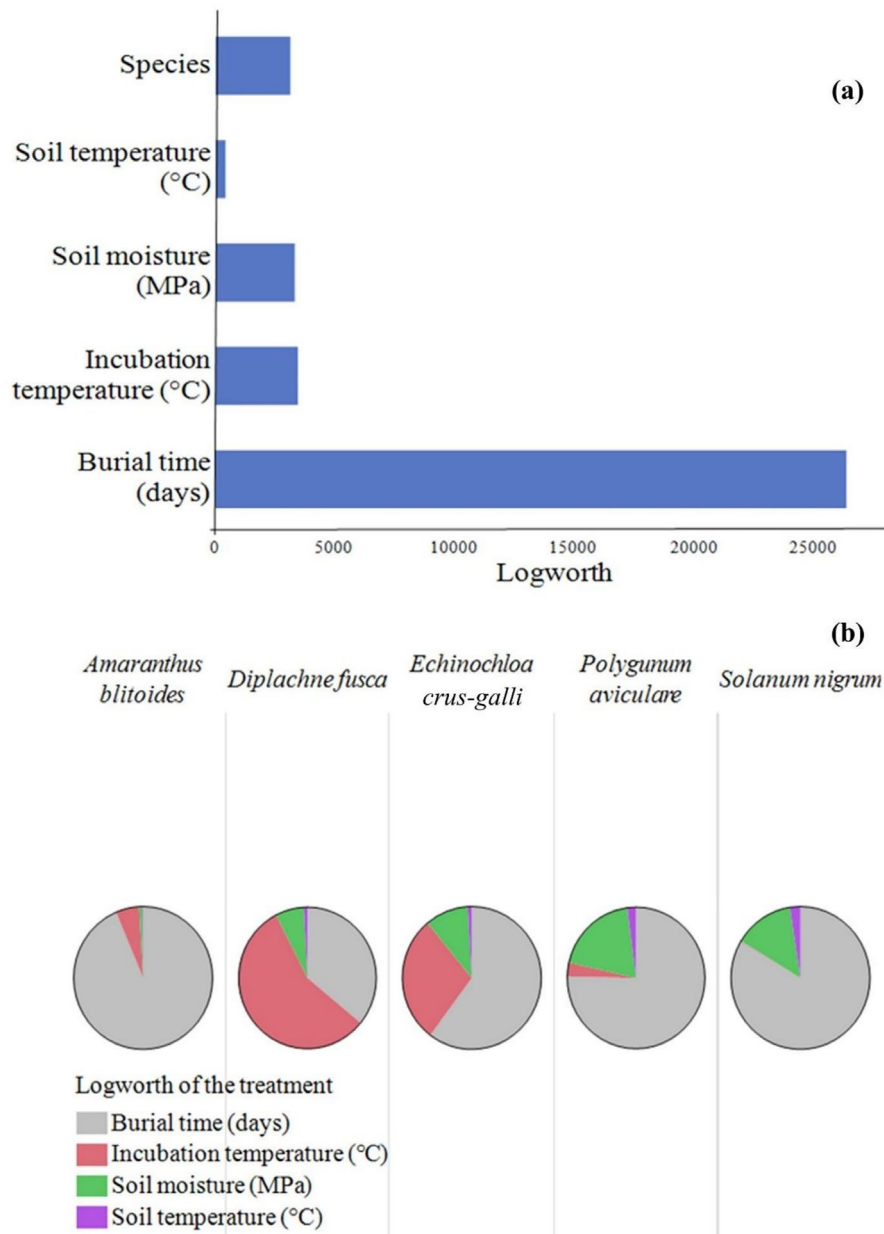 (a)
Species
Soil temperature
(°C)
Soil moisture
(MPa)
Incubation
temperature (°C)
Burial time
(days)
0 5000 10000 15000 20000 25000
Logworth
(b)
Amaranthus
blitoides
Diplachne fusca
Echinochloa
crus-galli
Polygunum
aviculare
Solanum nigrum
Logworth of the treatment
Burial time (days)
Incubation temperature (°C)
Soil moisture (MPa)
Soil temperature (°C)